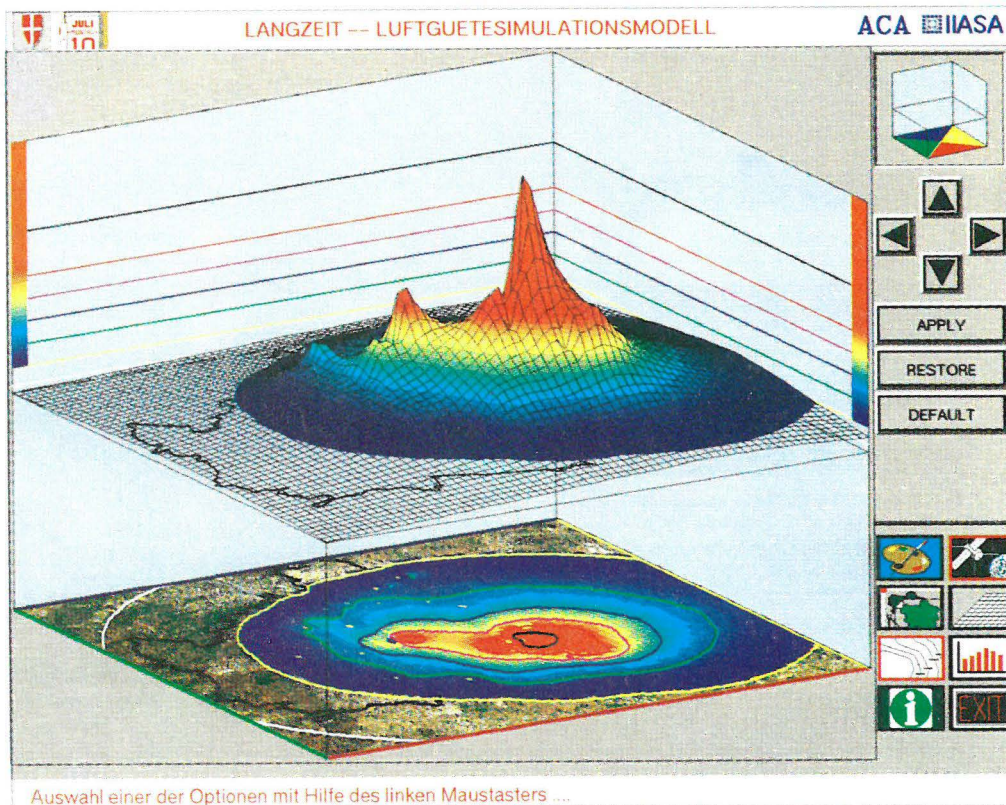 JULI
10
LANGZEIT -- LUFTGUETESIMULATIONSMODELL
ACA IIASA
APPLY
RESTORE
DEFAULT
i
EXIT
Auswahl einer der Optionen mit Hilfe des linken Maustasters ....